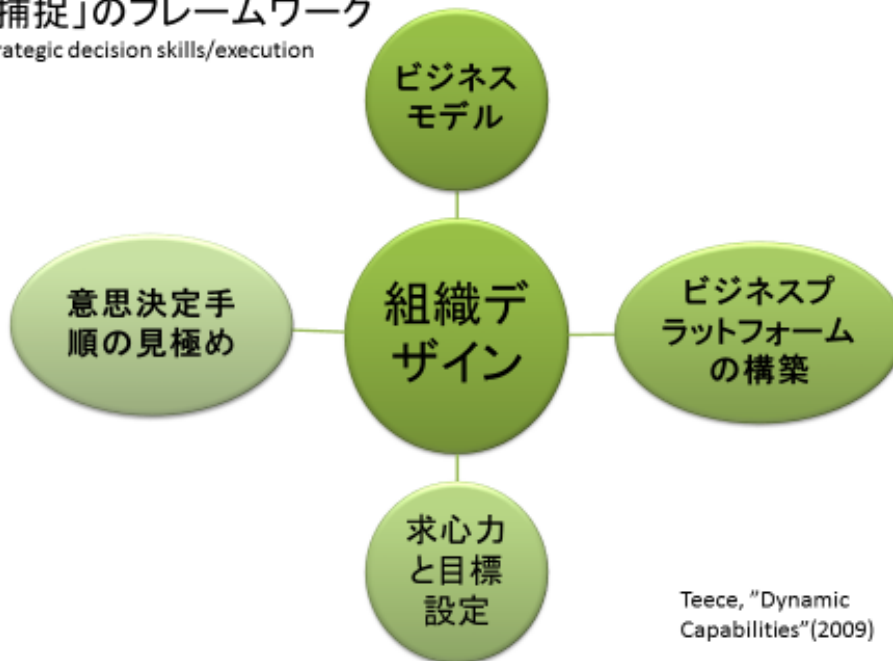 捕捉」のフレームワーク
rategic decision skills/execution
ビジネス
モデル
意思決定手
順の見極め
組織デ
ザイン
ビジネスプ
ラットフォーム
の構築
求心力
と目標
設定
Teece, "Dynamic
Capabilities"(2009)